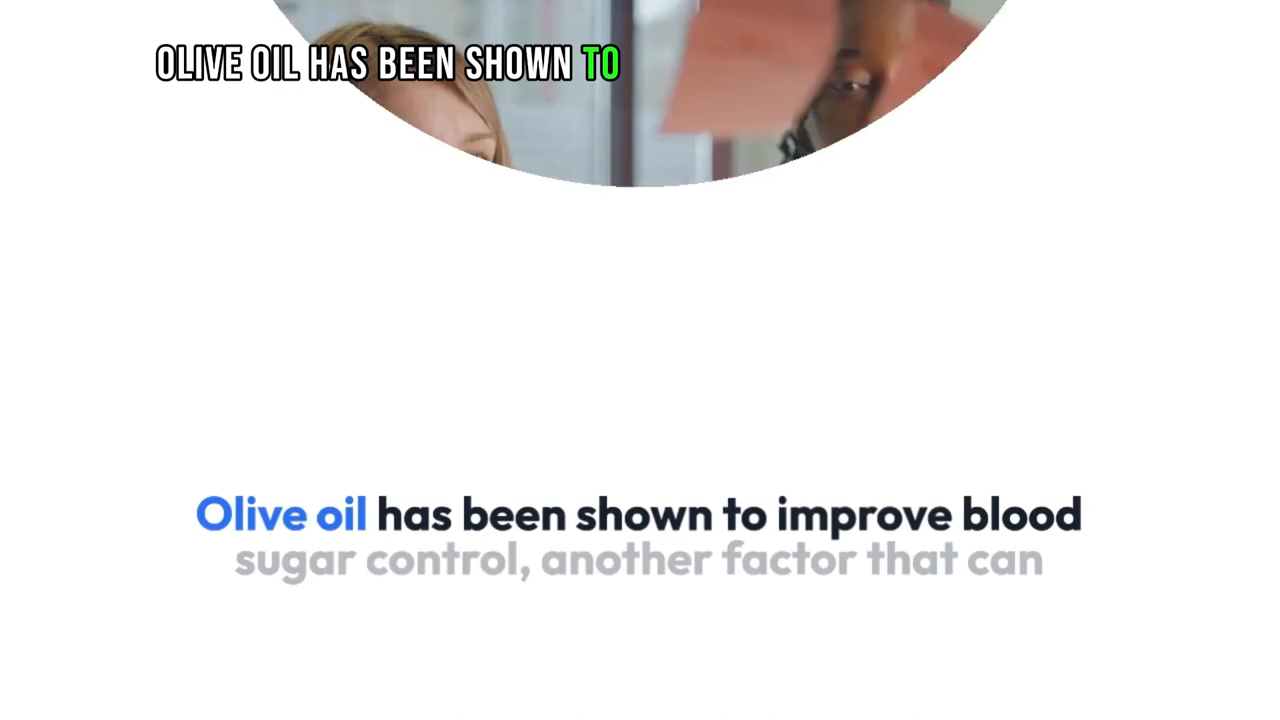 OLIVE OIL HAS BEEN SHOWN TO
Olive oil has been shown to improve blood
sugar control, another factor that can